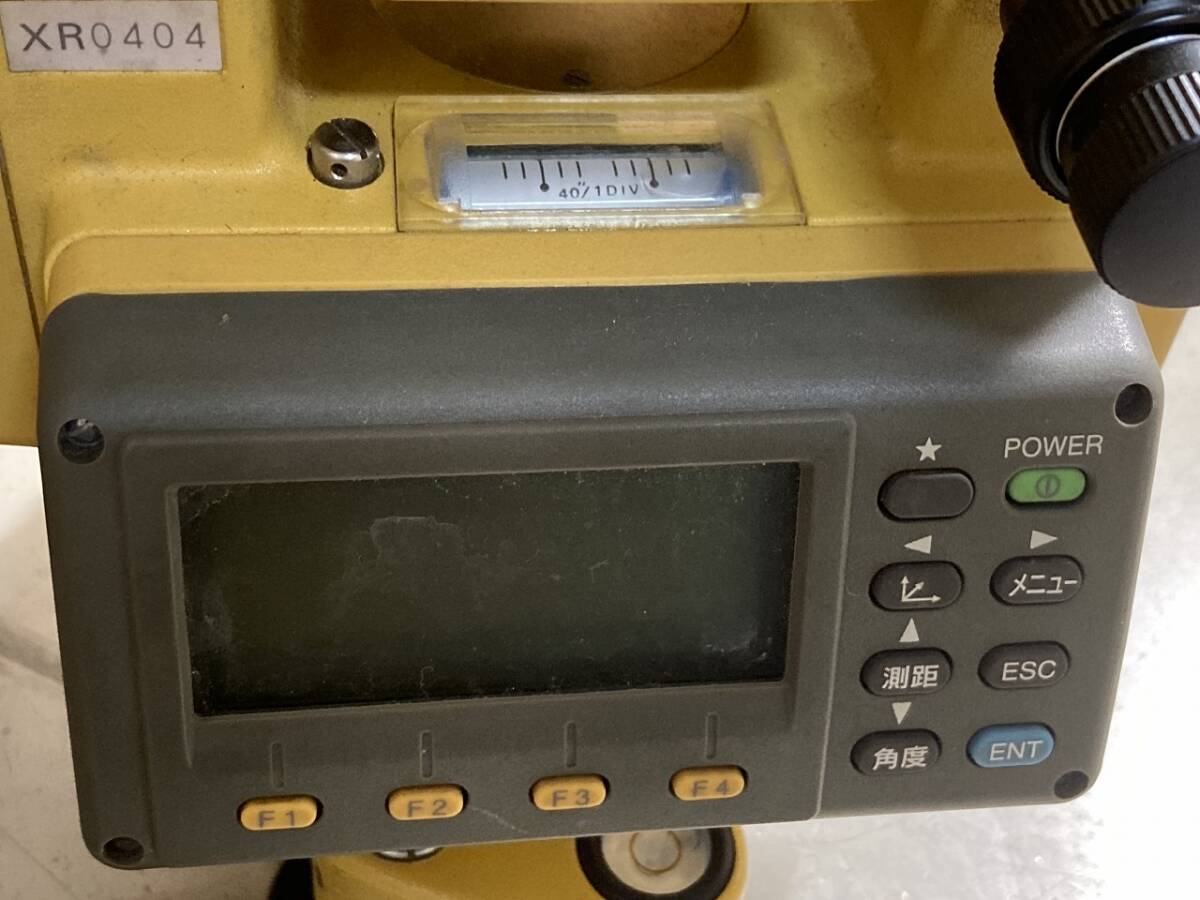 XR0404
40"/1DIV
★ POWER
◀ ▶
メニュー
▲
測距 ESC
▼
角度 ENT
F1 F2 F3 F4